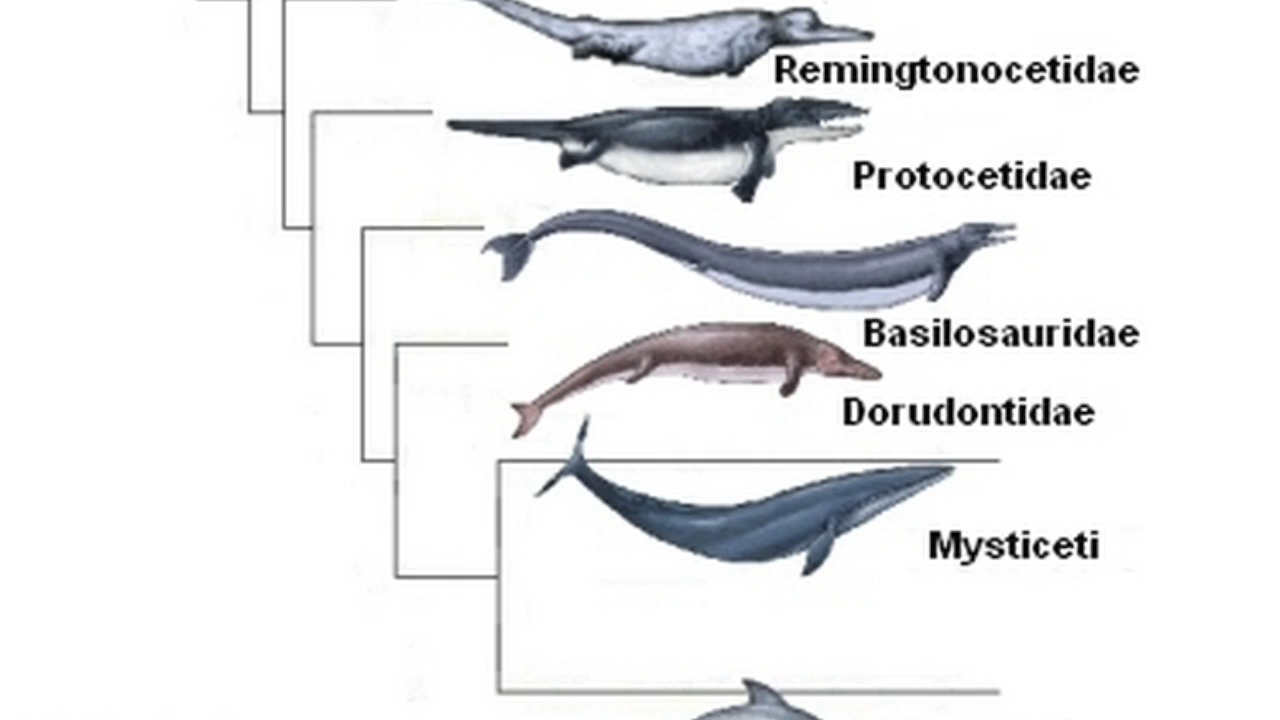 Remingtonocetidae
Protocetidae
Basilosauridae
Dorudontidae
Mysticeti